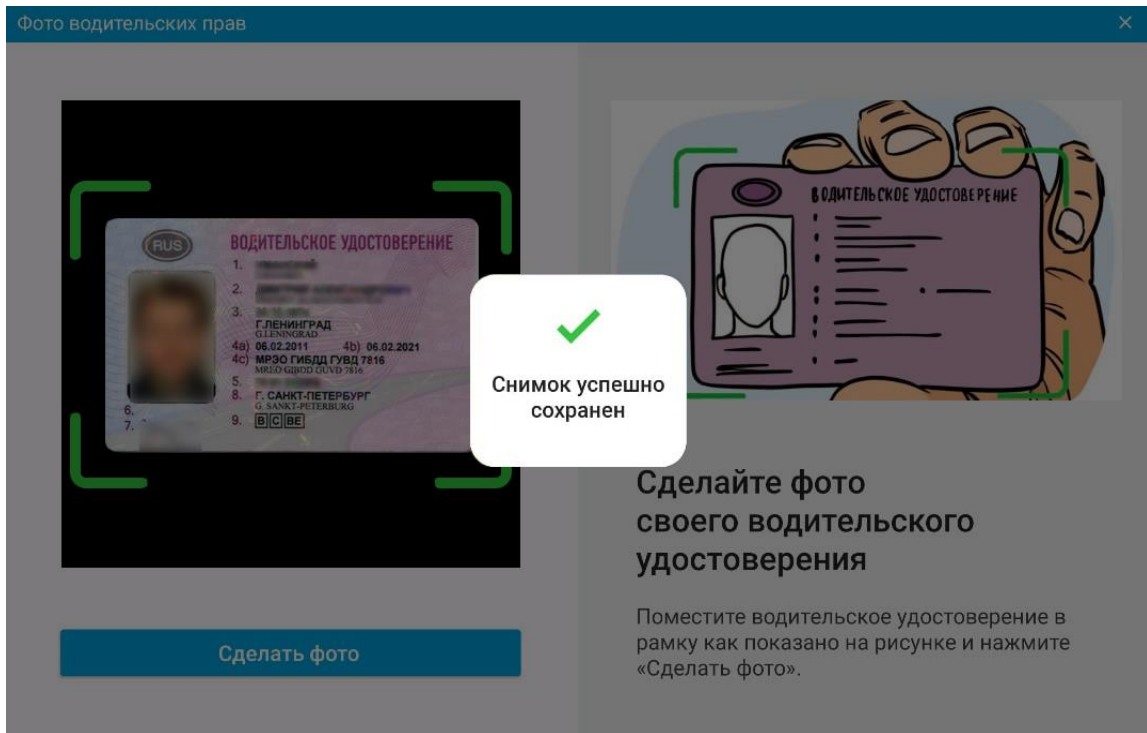 Фото водительских прав
RUS
ВОДИТЕЛЬСКОЕ УДОСТОВЕРЕНИЕ
1.
2.
3.
Г.ЛЕНИНГРАД
G.LENINGRAD
4a) 06.02.2011 4b) 06.02.2021
4c) МРЭО ГИБДД ГУВД 7816
MREO GIBDD GUVD 7816
5.
8. Г. САНКТ-ПЕТЕРБУРГ
G. SANKT-PETERBURG
6.
7.
9. B C BE
Сделать фото
Снимок успешно
сохранен
ВОДИТЕЛЬСКОЕ УДОСТОВЕРЕНИЕ
Сделайте фото
своего водительского
удостоверения
Поместите водительское удостоверение в
рамку как показано на рисунке и нажмите
«Сделать фото».